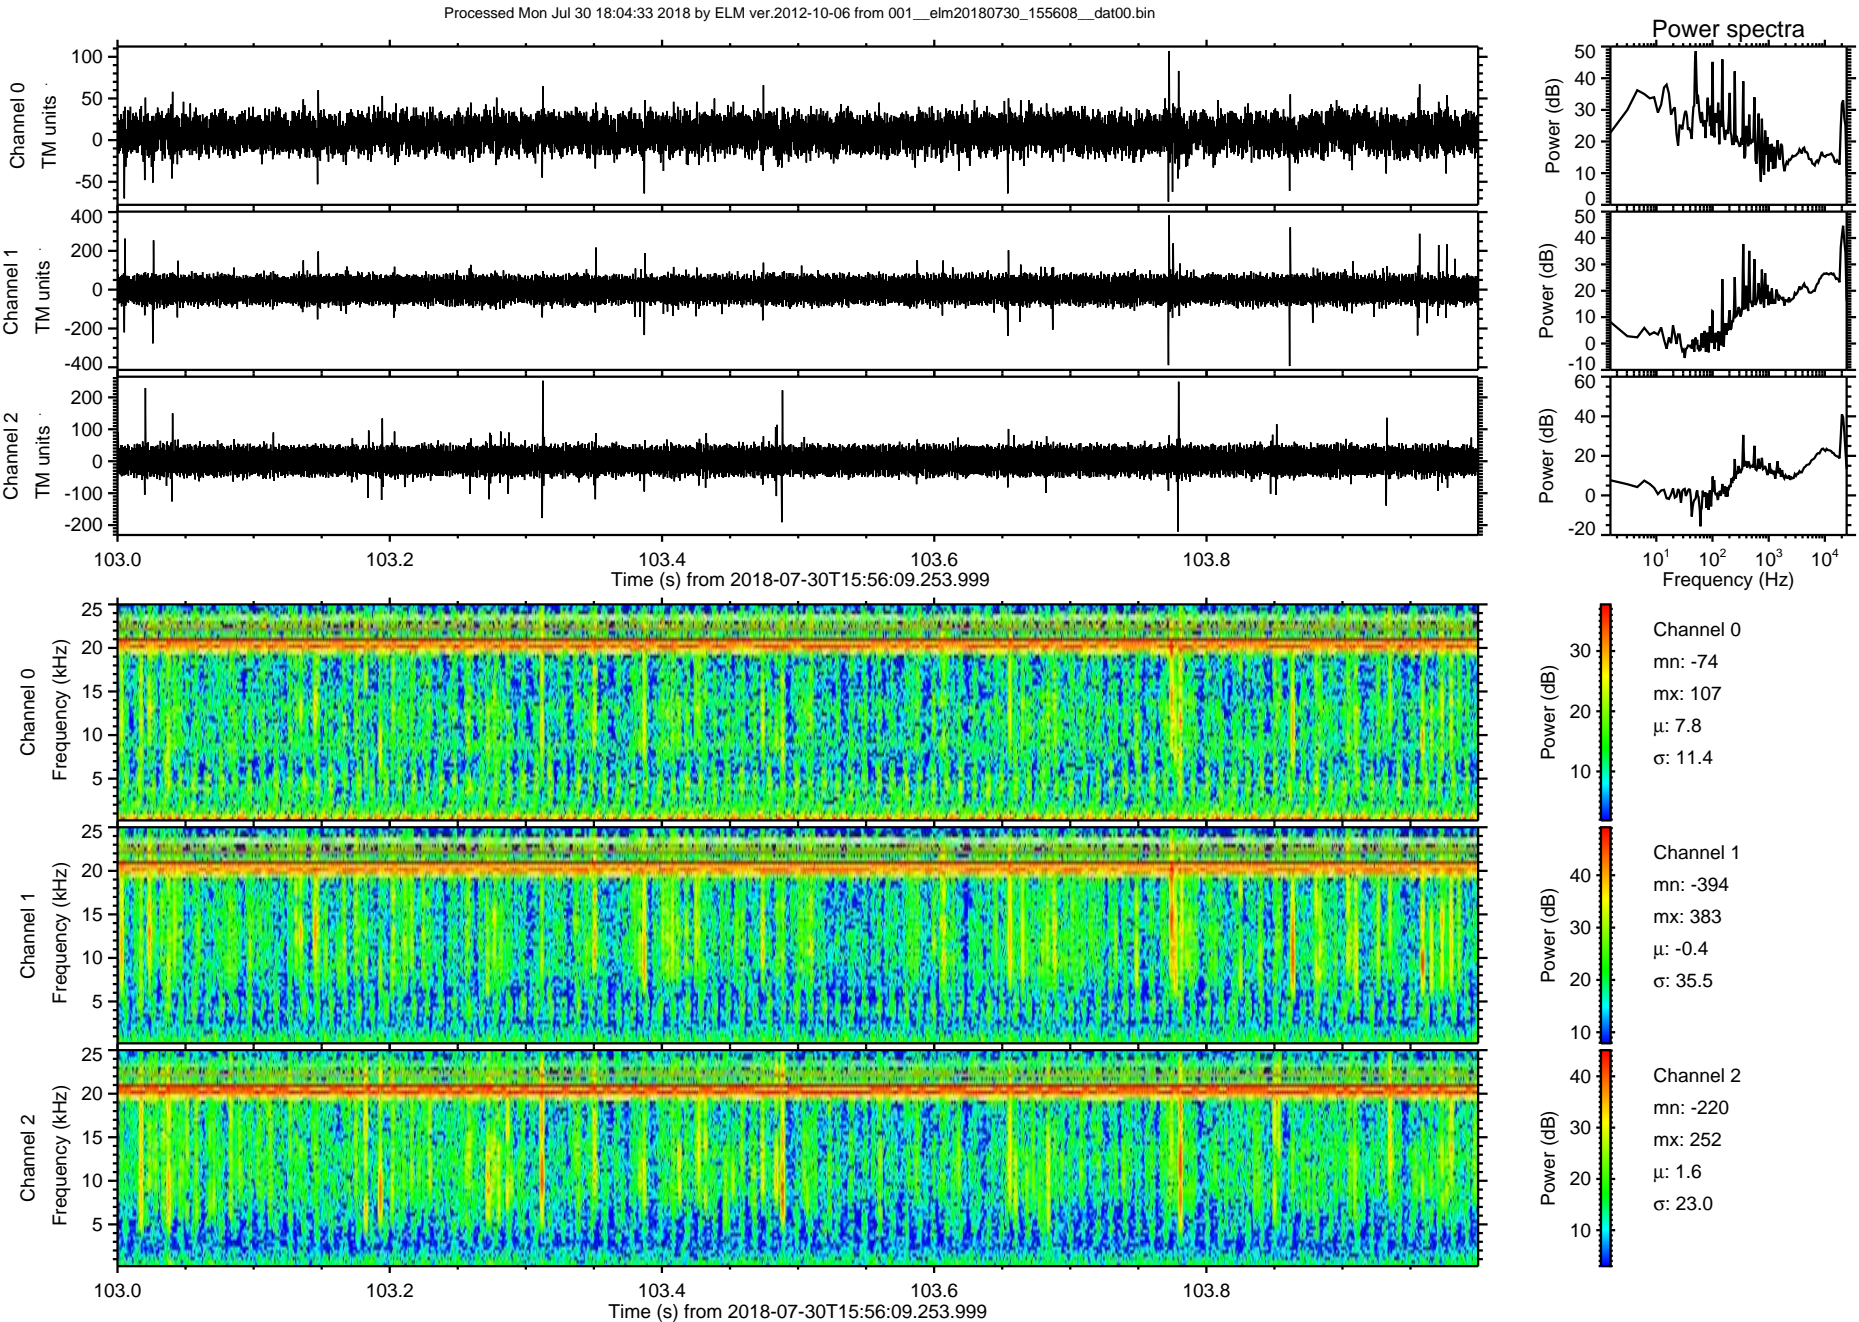 Processed Mon Jul 30 18:04:33 2018 by ELM ver.2012-10-06 from 001__elm20180730_155608__dat00.bin
Power spectra
Channel 0
TM units
100
50
0
-50
Power (dB)
50
40
30
20
10
0
Channel 1
TM units
400
200
0
-200
-400
Power (dB)
50
40
30
20
10
0
-10
Channel 2
TM units
200
100
0
-100
-200
Power (dB)
60
40
20
0
-20
103.0 103.2 103.4 103.6 103.8
Time (s) from 2018-07-30T15:56:09.253.999
10^1 10^2 10^3 10^4
Frequency (Hz)
Channel 0
Frequency (kHz)
25
20
15
10
5
Power (dB)
30
20
10
Channel 0
mn: -74
mx: 107
µ: 7.8
σ: 11.4
Channel 1
Frequency (kHz)
25
20
15
10
5
Power (dB)
40
30
20
10
Channel 1
mn: -394
mx: 383
µ: -0.4
σ: 35.5
Channel 2
Frequency (kHz)
25
20
15
10
5
Power (dB)
40
30
20
10
Channel 2
mn: -220
mx: 252
µ: 1.6
σ: 23.0
103.0 103.2 103.4 103.6 103.8
Time (s) from 2018-07-30T15:56:09.253.999